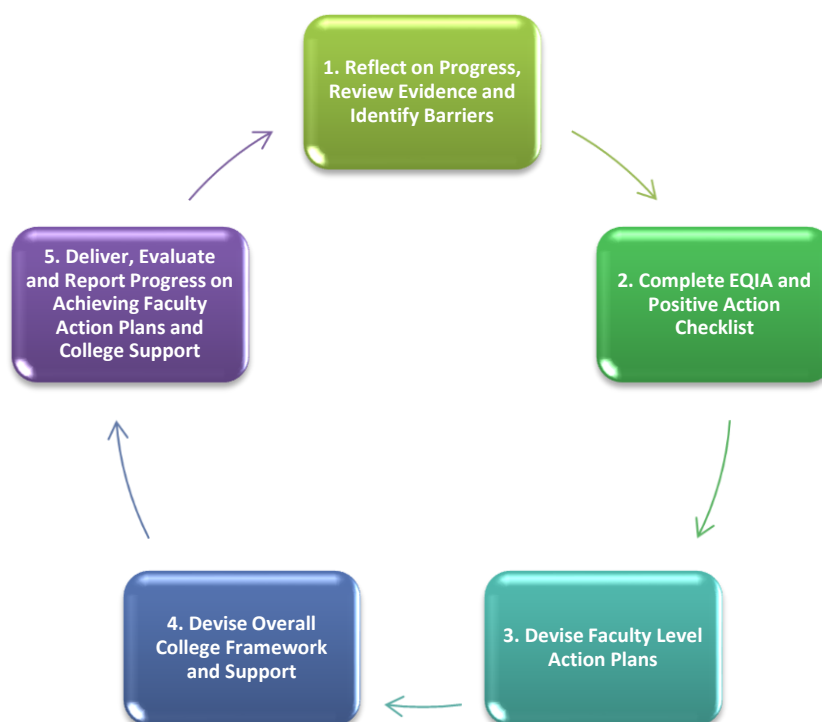 1. Reflect on Progress,
Review Evidence and
Identify Barriers
2. Complete EQIA and
Positive Action
Checklist
3. Devise Faculty Level
Action Plans
4. Devise Overall
College Framework
and Support
5. Deliver, Evaluate
and Report Progress on
Achieving Faculty
Action Plans and
College Support